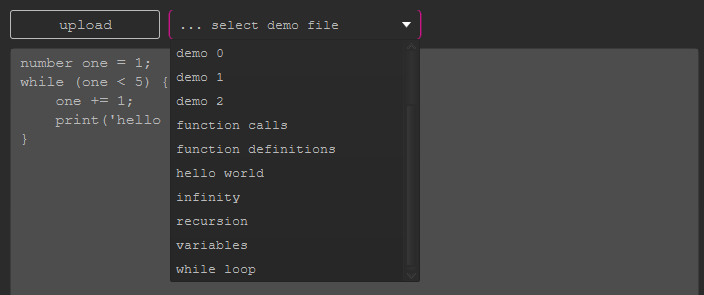 upload
... select demo file
number one = 1;
while (one < 5) {
one += 1;
print('hello
}
demo 0
demo 1
demo 2
function calls
function definitions
hello world
infinity
recursion
variables
while loop